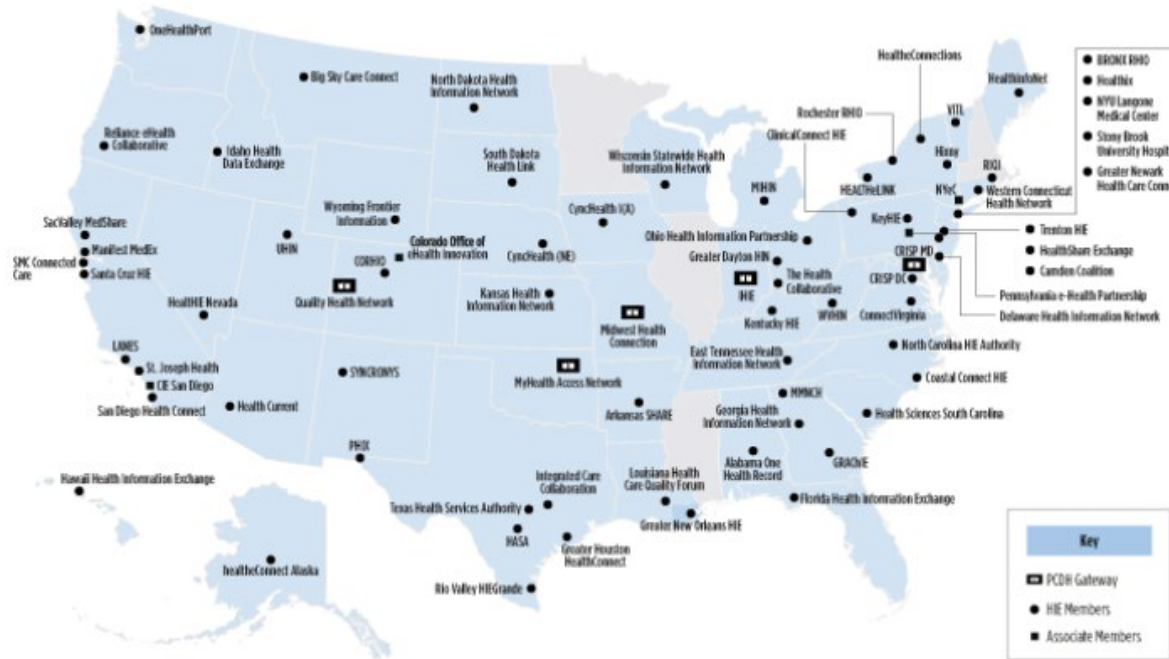 OneHealthPort
Big Sky Care Connect
North Dakota Health
Information Network
HealtheConnections
HealthInfoNet
BRONX RHIO
Healthix
NYU Langone
Medical Center
Stony Brook
University Hospit
Greater Newark
Health Care Conn
Rochester RHIO
VITL
ClinicalConnect HIE
Reliance eHealth
Collaborative
Idaho Health
Data Exchange
South Dakota
Health Link
Wisconsin Statewide Health
Information Network
MiHIN
HEALTHeLINK
Hixny
NYeC
RIQI
Western Connecticut
Health Network
SacValley MedShare
Manifest MedEx
SMC Connected
Care
Santa Cruz HIE
Wyoming Frontier
Information
UHIN
Colorado Office of
eHealth Innovation
CORHIO
Quality Health Network
CyncHealth I(A)
CyncHealth (NE)
Kansas Health
Information Network
Ohio Health Information Partnership
Greater Dayton HIN
KeyHIE
CRISP MD
CRISP DC
Trenton HIE
HealthShare Exchange
Camden Coalition
Pennsylvania e-Health Partnership
Delaware Health Information Network
IHIE
The Health
Collaborative
WVHIN
ConnectVirginia
Kentucky HIE
HealtHIE Nevada
Midwest Health
Connection
MyHealth Access Network
East Tennessee Health
Information Network
North Carolina HIE Authority
LANES
St. Joseph Health
CIE San Diego
San Diego Health Connect
Health Current
SYNCRONYS
Arkansas SHARE
MMNCH
Georgia Health
Information Network
Coastal Connect HIE
Health Sciences South Carolina
PHIX
Integrated Care
Collaboration
Louisiana Health
Care Quality Forum
Alabama One
Health Record
GRAChIE
Hawaii Health Information Exchange
Texas Health Services Authority
HASA
Greater Houston
HealthConnect
Greater New Orleans HIE
Florida Health Information Exchange
healtheConnect Alaska
Rio Valley HIEGrande
Key
PCDH Gateway
HIE Members
Associate Members